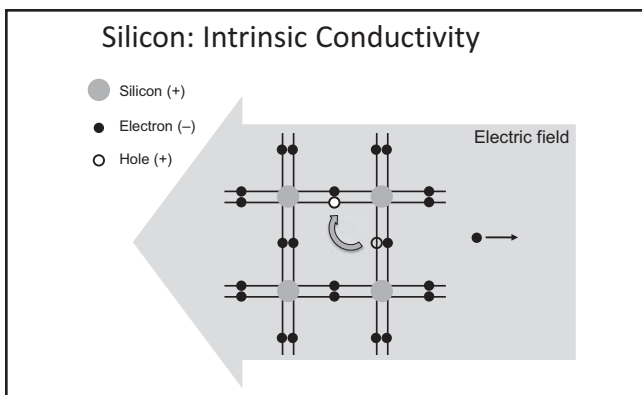 Silicon: Intrinsic Conductivity
Silicon (+)
Electron (–)
Hole (+)
Electric field